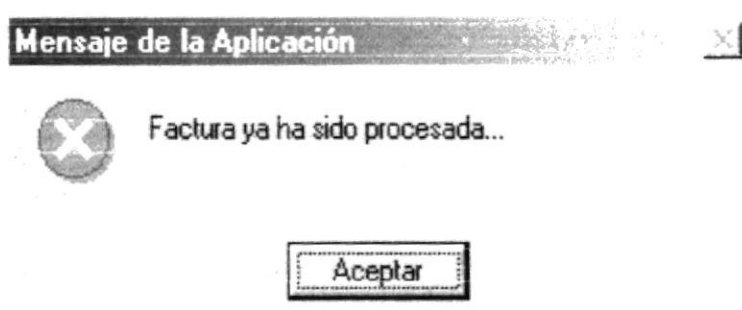 Mensaje de la Aplicación
Factura ya ha sido procesada...
Aceptar